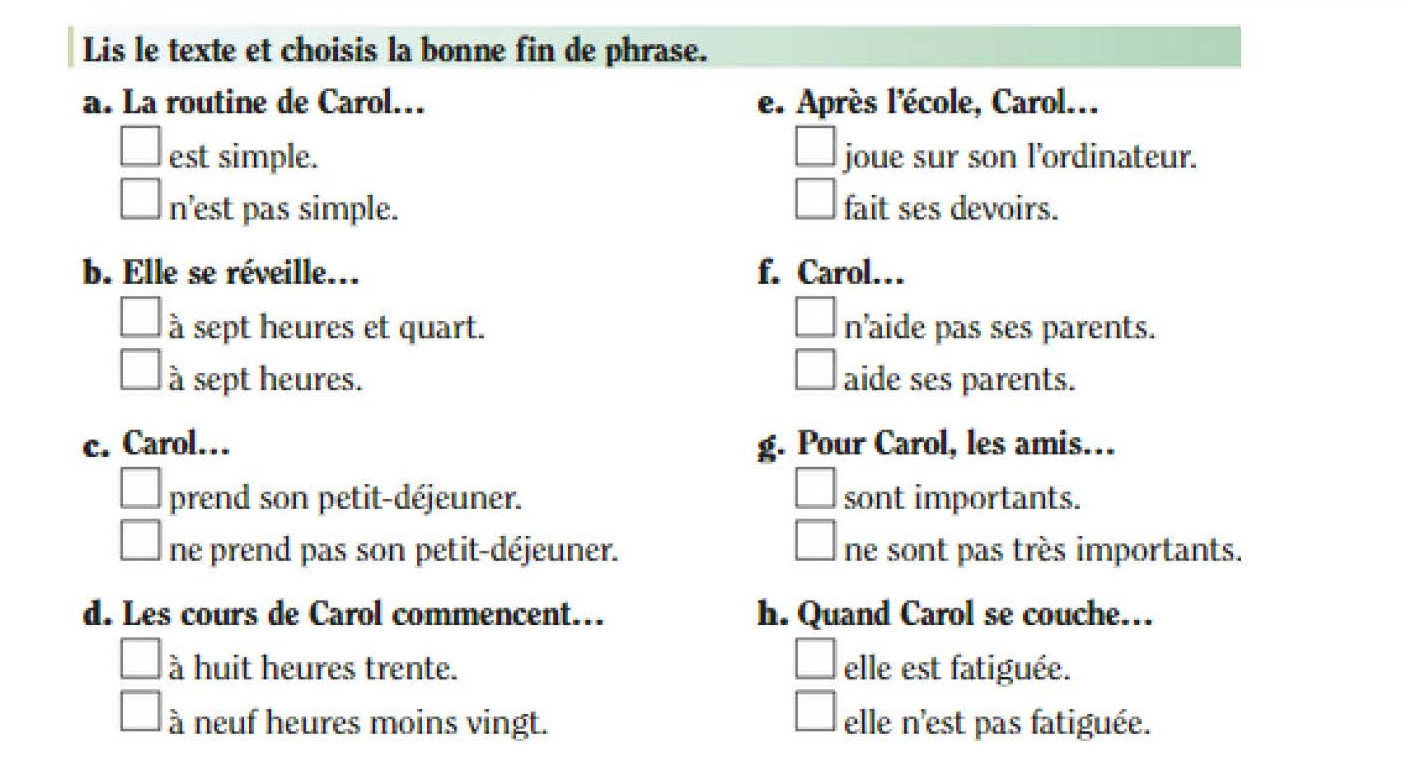 Lis le texte et choisis la bonne fin de phrase.
a. La routine de Carol...
est simple.
n'est pas simple.
b. Elle se réveille...
à sept heures et quart.
à sept heures.
c. Carol...
prend son petit-déjeuner.
ne prend pas son petit-déjeuner.
d. Les cours de Carol commencent...
à huit heures trente.
à neuf heures moins vingt.
e. Après l'école, Carol...
joue sur son l'ordinateur.
fait ses devoirs.
f. Carol...
n'aide pas ses parents.
aide ses parents.
g. Pour Carol, les amis...
sont importants.
ne sont pas très importants.
h. Quand Carol se couche...
elle est fatiguée.
elle n'est pas fatiguée.